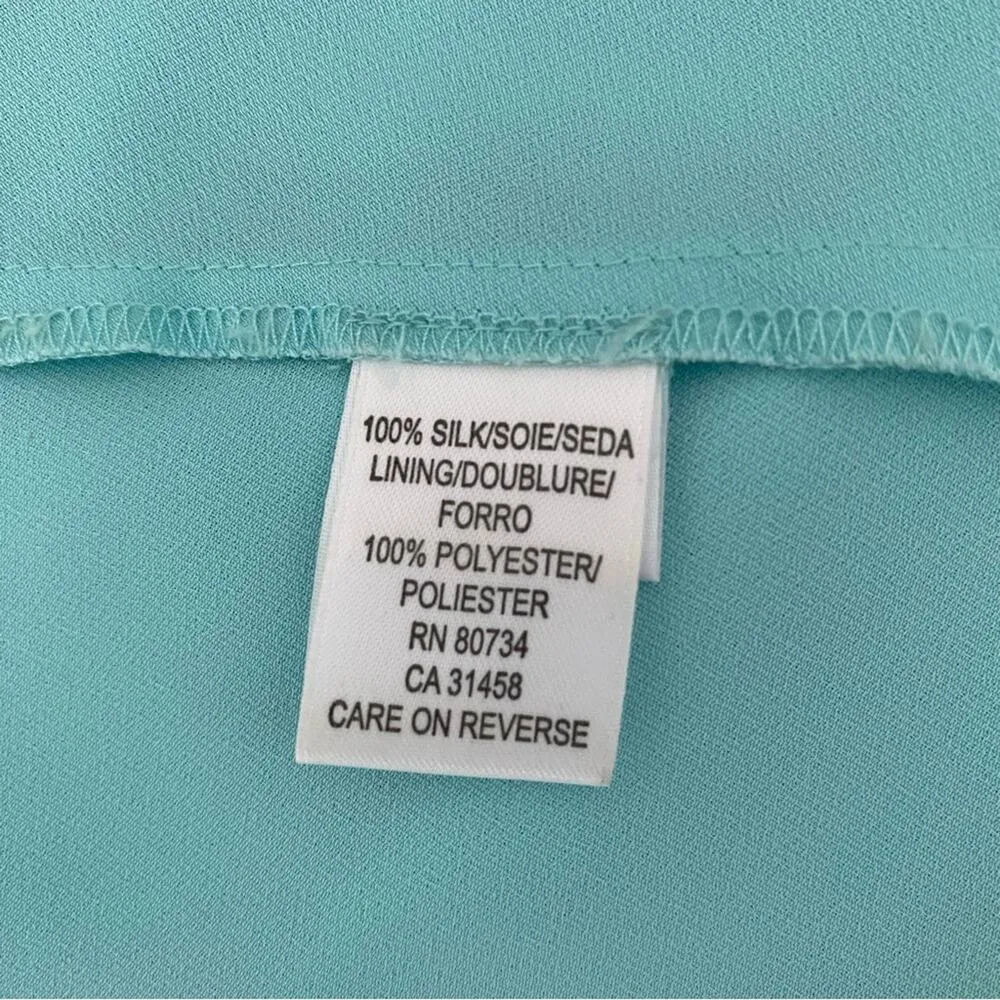 100% SILK/SOIE/SEDA
LINING/DOUBLURE/
FORRO
100% POLYESTER/
POLIESTER
RN 80734
CA 31458
CARE ON REVERSE